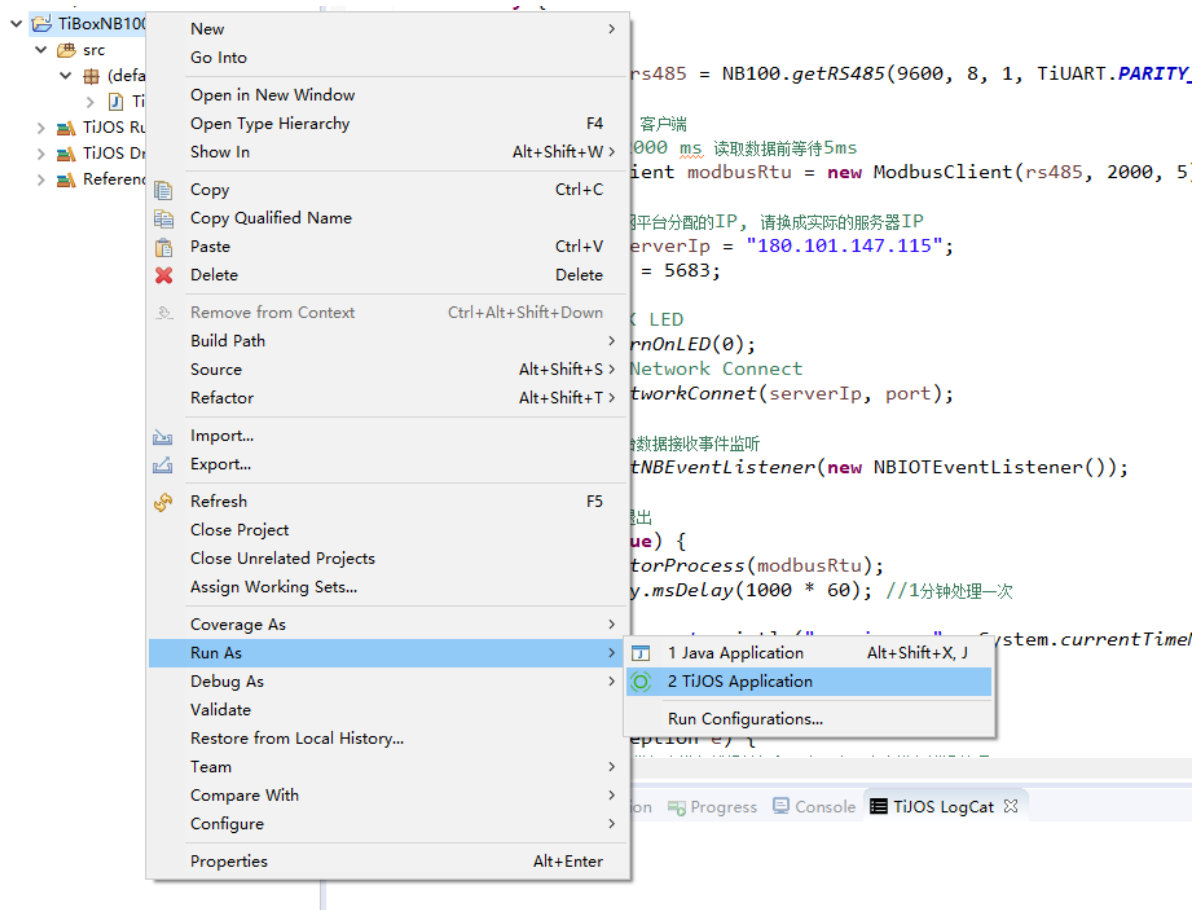 TiBoxNB100
src
(defa
Ti
TiJOS Ru
TiJOS Dr
Referenc
New
Go Into
Open in New Window
Open Type Hierarchy F4
Show In Alt+Shift+W
Copy Ctrl+C
Copy Qualified Name
Paste Ctrl+V
Delete Delete
Remove from Context Ctrl+Alt+Shift+Down
Build Path
Source Alt+Shift+S
Refactor Alt+Shift+T
Import...
Export...
Refresh F5
Close Project
Close Unrelated Projects
Assign Working Sets...
Coverage As
Run As
Debug As
Validate
Restore from Local History...
Team
Compare With
Configure
Properties Alt+Enter
1 Java Application Alt+Shift+X, J
2 TiJOS Application
Run Configurations...
rs485 = NB100.getRS485(9600, 8, 1, TiUART.PARITY_
客户端
000 ms 读取数据前等待5ms
ient modbusRtu = new ModbusClient(rs485, 2000, 5)
平台分配的IP, 请换成实际的服务器IP
erverIp = "180.101.147.115";
= 5683;
LED
rnOnLED(0);
Network Connect
tworkConnet(serverIp, port);
数据接收事件监听
tNBEventListener(new NBIOTEventListener());
出
ue) {
torProcess(modbusRtu);
y.msDelay(1000 * 60); //1分钟处理一次
ystem.currentTimeM
eption e) {
on Progress Console TiJOS LogCat